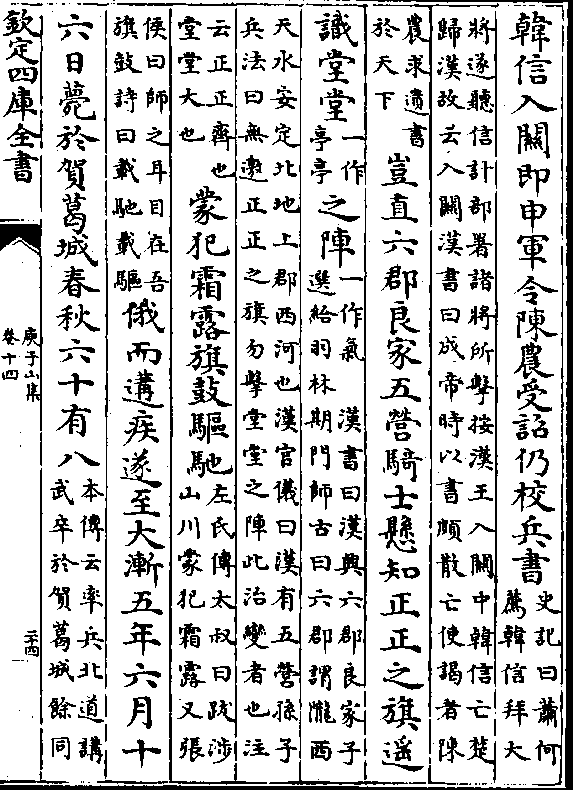 韓信入關即申軍令陳農受詔仍校兵書史記曰蕭何薦韓信拜大
將遂聽信計部署諸將所擊按漢王入關中韓信亡楚歸漢故云入關漢書曰成帝時以書頗散亡使謁者陳
農求遺書於天下豈直六郡良家五營騎士懸知正正之旗遥
識堂堂一作亭亭之陣一作氣漢書曰漢興六郡良家子選給羽林期門師古曰六郡謂隴西
天水安定北地上郡西河也漢官儀曰漢有五營孫子兵法曰無邀正正之旗勿擊堂堂之陣此治變者也注
云正正齊也堂堂大也蒙犯霜露旗鼓驅馳左氏傳太叔曰跋涉山川蒙犯霜露又張
侯曰師之耳目在吾旗鼓詩曰載馳載驅俄而遘疾遂至大漸五年六月十
六日薨於賀葛城春秋六十有八本傳云率兵北道講武卒於賀葛城餘同
欽定四庫全書
庾子山集
卷十四
二十四